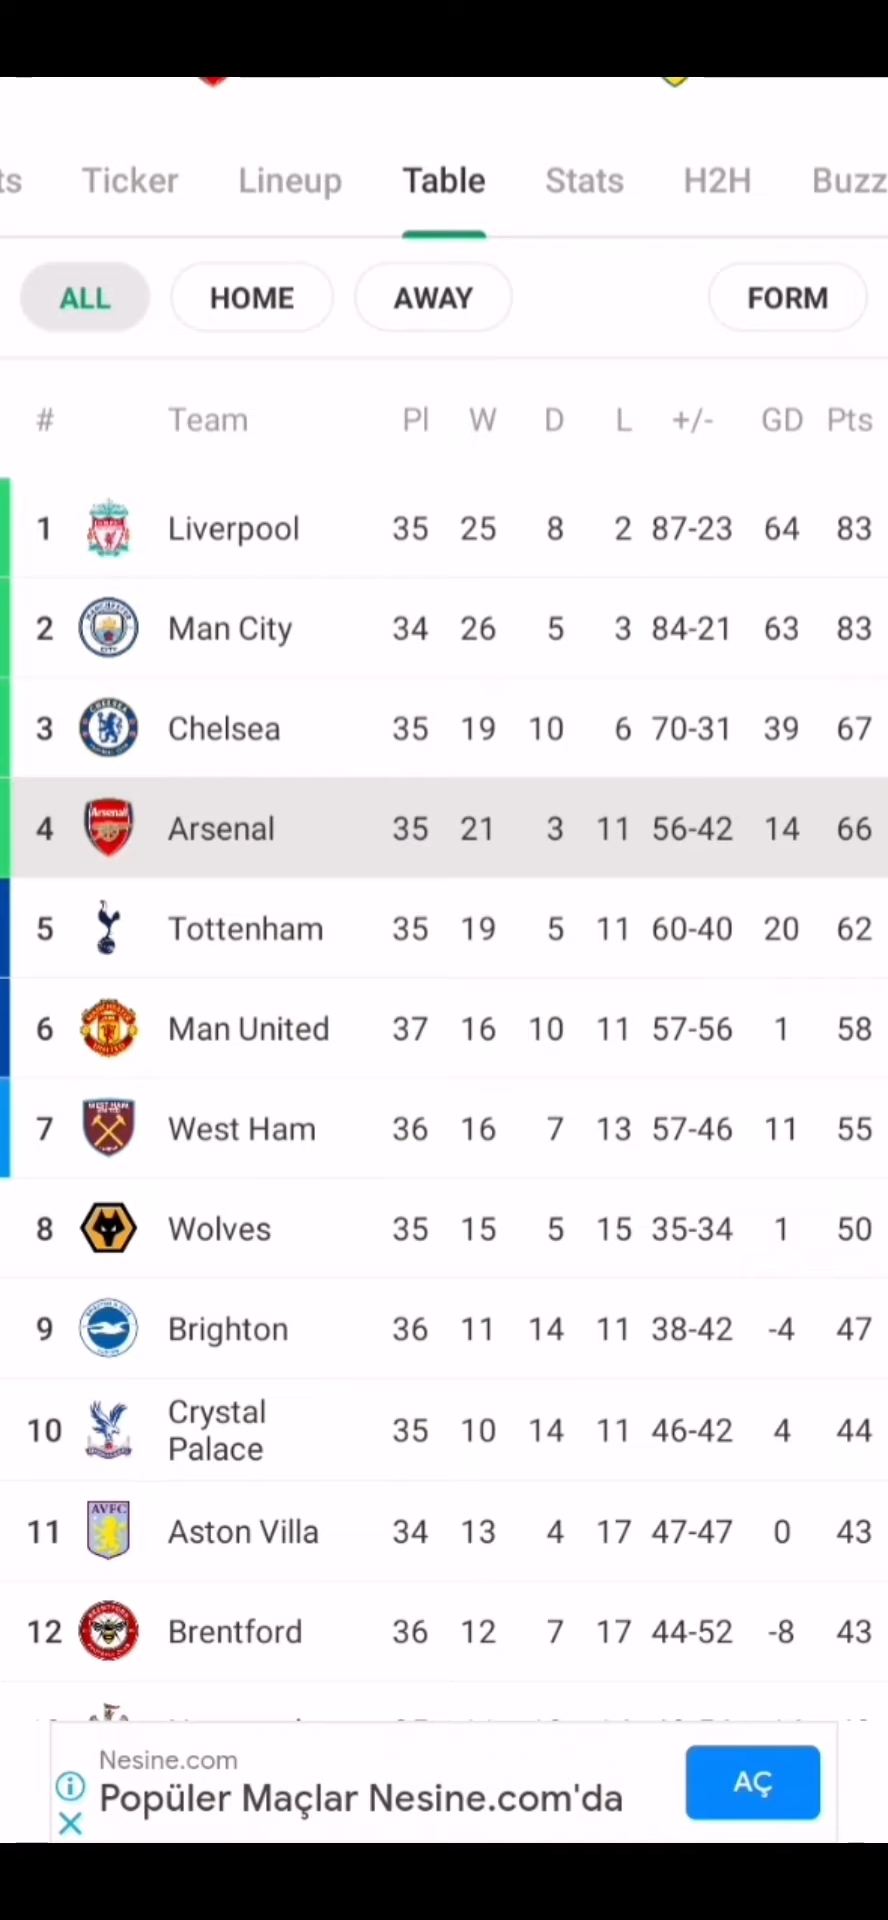 ts Ticker Lineup Table Stats H2H Buzz
ALL HOME AWAY FORM
# Team Pl W D L +/- GD Pts
1 Liverpool 35 25 8 2 87-23 64 83
2 Man City 34 26 5 3 84-21 63 83
3 Chelsea 35 19 10 6 70-31 39 67
4 Arsenal 35 21 3 11 56-42 14 66
5 Tottenham 35 19 5 11 60-40 20 62
6 Man United 37 16 10 11 57-56 1 58
7 West Ham 36 16 7 13 57-46 11 55
8 Wolves 35 15 5 15 35-34 1 50
9 Brighton 36 11 14 11 38-42 -4 47
Crystal
10 Palace 35 10 14 11 46-42 4 44
11 Aston Villa 34 13 4 17 47-47 0 43
12 Brentford 36 12 7 17 44-52 -8 43
Nesine.com
Popüler Maçlar Nesine.com'da
AÇ